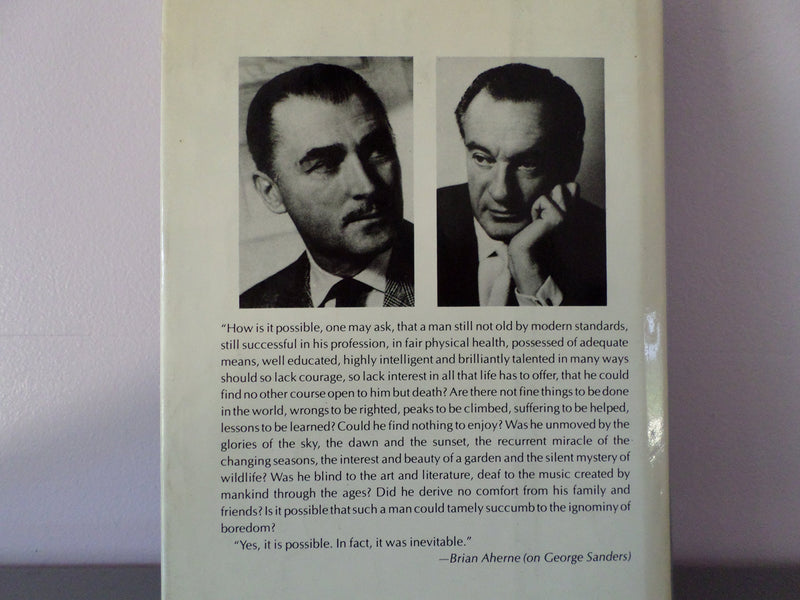 “How is it possible, one may ask, that a man still not old by modern standards,
still successful in his profession, in fair physical health, possessed of adequate
means, well educated, highly intelligent and brilliantly talented in many ways
should so lack courage, so lack interest in all that life has to offer, that he could
find no other course open to him but death? Are there not fine things to be done
in the world, wrongs to be righted, peaks to be climbed, suffering to be helped,
lessons to be learned? Could he find nothing to enjoy? Was he unmoved by the
glories of the sky, the dawn and the sunset, the recurrent miracle of the
changing seasons, the interest and beauty of a garden and the silent mystery of
wildlife? Was he blind to the art and literature, deaf to the music created by
mankind through the ages? Did he derive no comfort from his family and
friends? Is it possible that such a man could tamely succumb to the ignominy of
boredom?
“Yes, it is possible. In fact, it was inevitable.”
—Brian Aherne (on George Sanders)